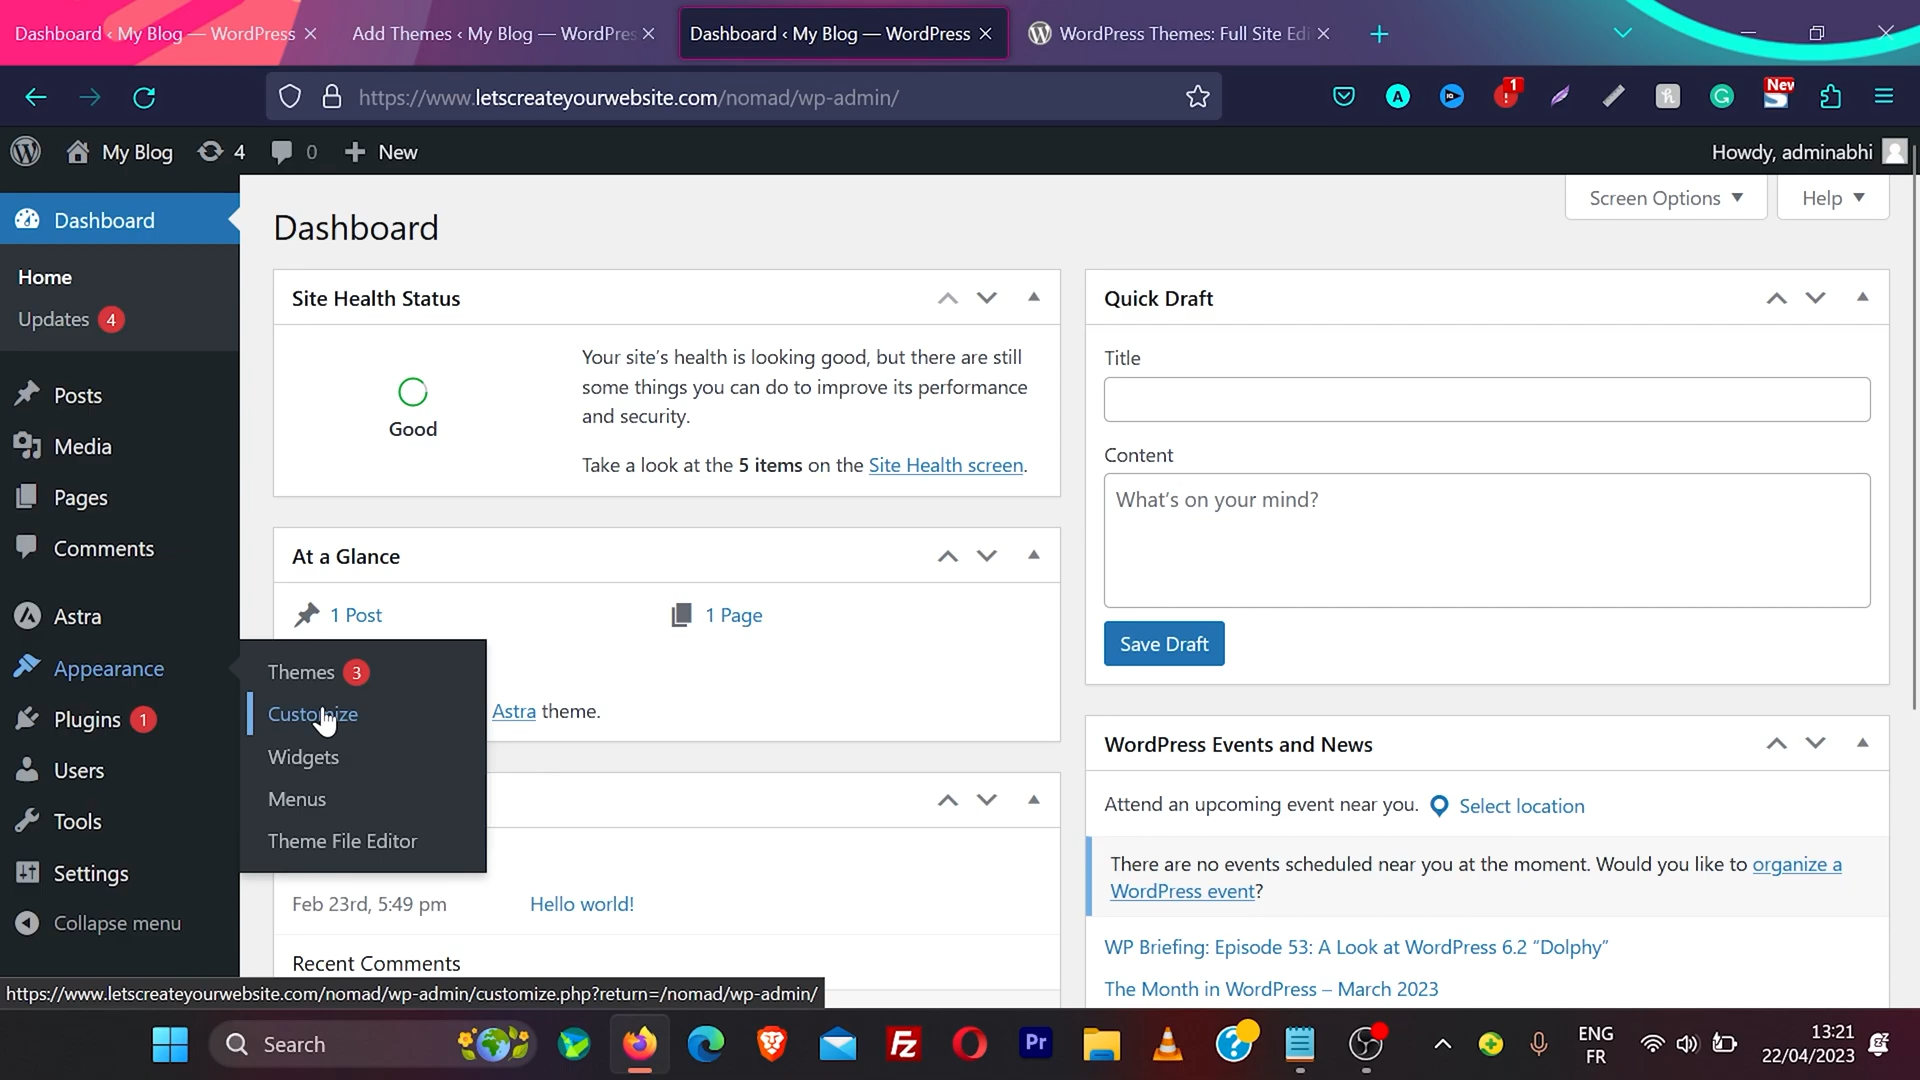 Dashboard ‹ My Blog — WordPress
Add Themes ‹ My Blog — WordPres
Dashboard ‹ My Blog — WordPress
WordPress Themes: Full Site Edi
https://www.letscreateyourwebsite.com/nomad/wp-admin/
1
New
My Blog
4
0
New
Howdy, adminabhi
Screen Options
Help
Dashboard
Home
Updates 4
Posts
Media
Pages
Comments
Astra
Appearance
Plugins 1
Users
Tools
Settings
Collapse menu
Themes 3
Customize
Widgets
Menus
Theme File Editor
Dashboard
Site Health Status
Good
Your site's health is looking good, but there are still
some things you can do to improve its performance
and security.
Take a look at the 5 items on the Site Health screen.
At a Glance
1 Post
1 Page
Astra theme.
Feb 23rd, 5:49 pm
Hello world!
Recent Comments
Quick Draft
Title
Content
What's on your mind?
Save Draft
WordPress Events and News
Attend an upcoming event near you.
Select location
There are no events scheduled near you at the moment. Would you like to organize a
WordPress event?
WP Briefing: Episode 53: A Look at WordPress 6.2 “Dolphy”
The Month in WordPress – March 2023
https://www.letscreateyourwebsite.com/nomad/wp-admin/customize.php?return=/nomad/wp-admin/
Search
Fz
Pr
ENG
FR
13:21
22/04/2023